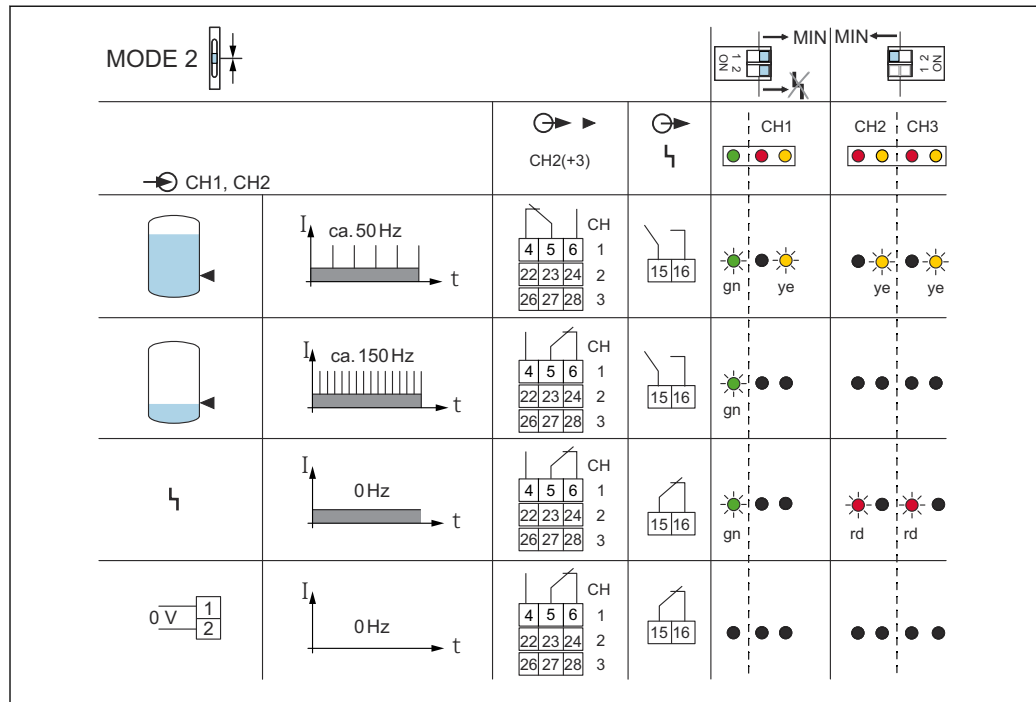 MODE 2
MIN MIN
ON 1 2
1 2 ON
CH1 CH2 CH3
CH2(+3)
CH1, CH2
I ca. 50 Hz t
CH
4 5 6 1
22 23 24 2
26 27 28 3
15 16
gn ye ye ye
I ca. 150 Hz t
CH
4 5 6 1
22 23 24 2
26 27 28 3
15 16
gn
I 0 Hz t
CH
4 5 6 1
22 23 24 2
26 27 28 3
15 16
gn rd rd
0 V 1
2
I 0 Hz t
CH
4 5 6 1
22 23 24 2
26 27 28 3
15 16